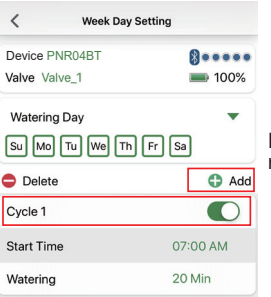 Week Day Setting
Device PNR04BT
Valve Valve_1 100%
Watering Day
Su Mo Tu We Th Fr Sa
Delete Add
Cycle 1
Start Time 07:00 AM
Watering 20 Min